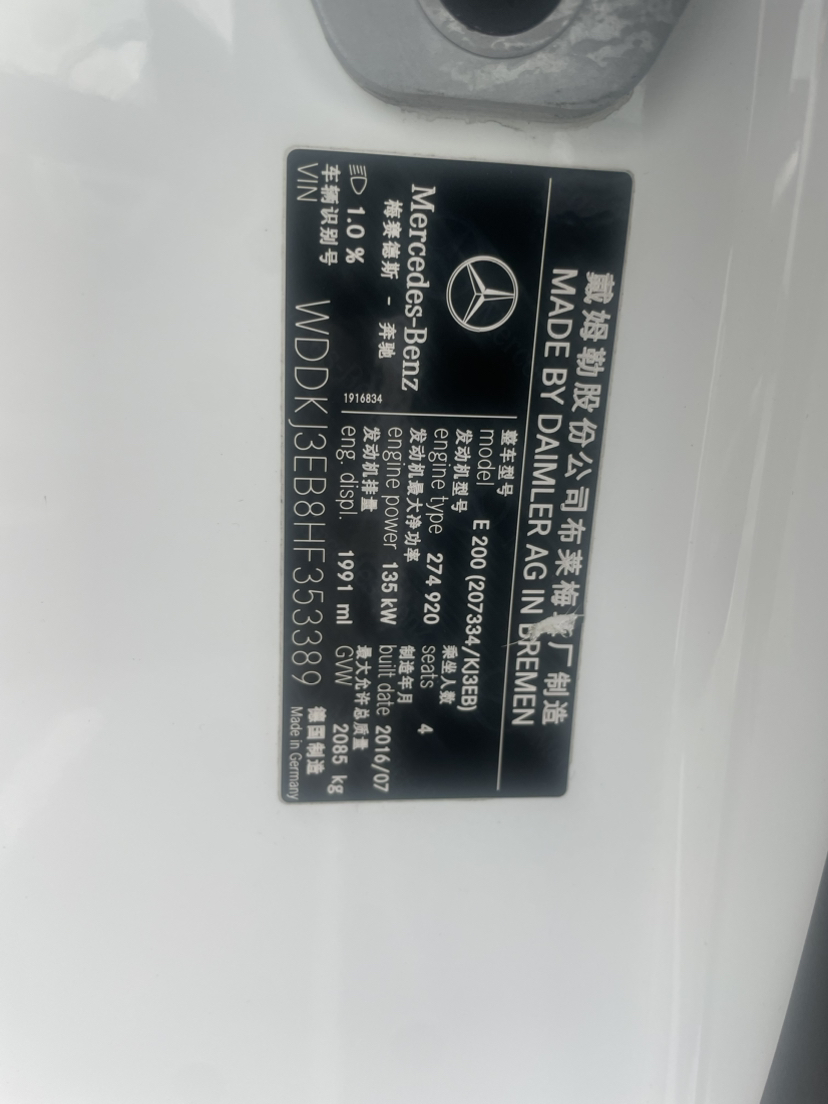 戴姆勒股份公司布莱梅厂制造
MADE BY DAIMLER AG IN BREMEN
Mercedes-Benz
梅赛德斯 - 奔驰
1.0 %
1916834
整车型号
model E 200 (207334/KJ3EB)
发动机型号 乘坐人数
engine type 274 920 seats 4
发动机最大净功率 制造年月
engine power 135 kW built date 2016/07
发动机排量 最大允许总质量
eng. displ. 1991 ml GVW 2085 kg
车辆识别号 德国制造
VIN WDDKJ3EB8HF353389 Made in Germany